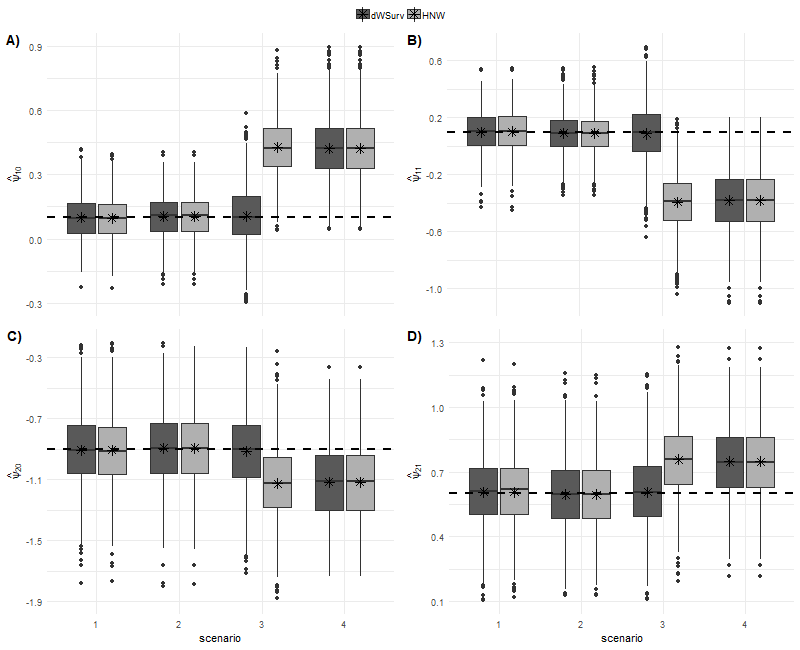 dWSurv HNW
A)
0.9
0.6
0.3
0.0
-0.3
ψ̂10
B)
0.6
0.2
-0.2
-0.6
-1.0
ψ̂11
C)
-0.3
-0.7
-1.1
-1.5
-1.9
ψ̂20
1 2 3 4
scenario
D)
1.3
1.0
0.7
0.4
0.1
ψ̂21
1 2 3 4
scenario